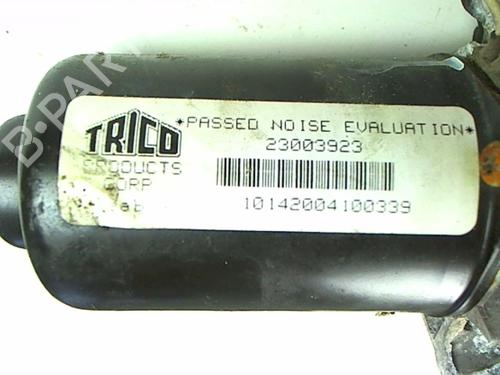 TRICO
PRODUCTS
CORP
*PASSED NOISE EVALUATION*
23003923
10142004100339
B-PARTS